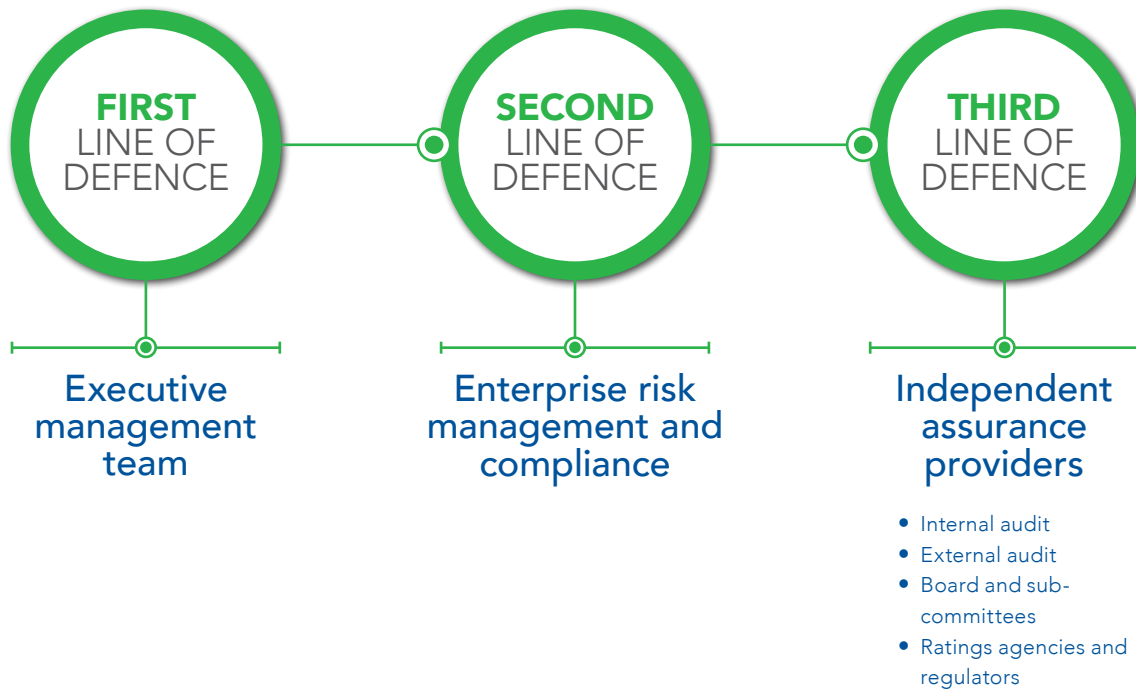 FIRST
LINE OF
DEFENCE
Executive
management
team
SECOND
LINE OF
DEFENCE
Enterprise risk
management and
compliance
THIRD
LINE OF
DEFENCE
Independent
assurance
providers
• Internal audit
• External audit
• Board and sub-
committees
• Ratings agencies and
regulators